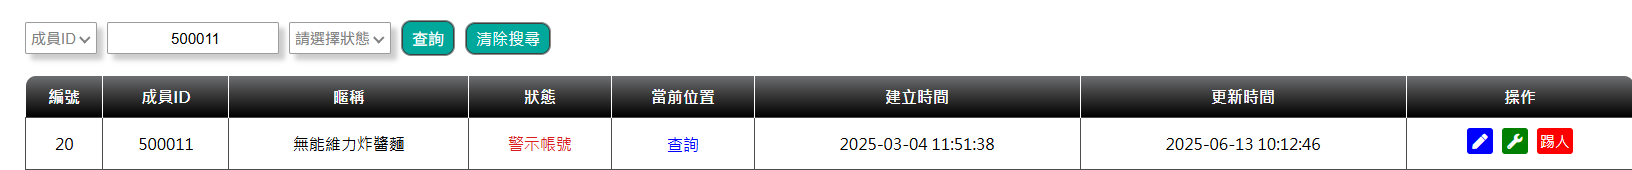 成員ID 500011 請選擇狀態 查詢 清除搜尋
編號 成員ID 暱稱 狀態 當前位置 建立時間 更新時間 操作
20 500011 無能維力炸醬麵 警示帳號 查詢 2025-03-04 11:51:38 2025-06-13 10:12:46 踢人